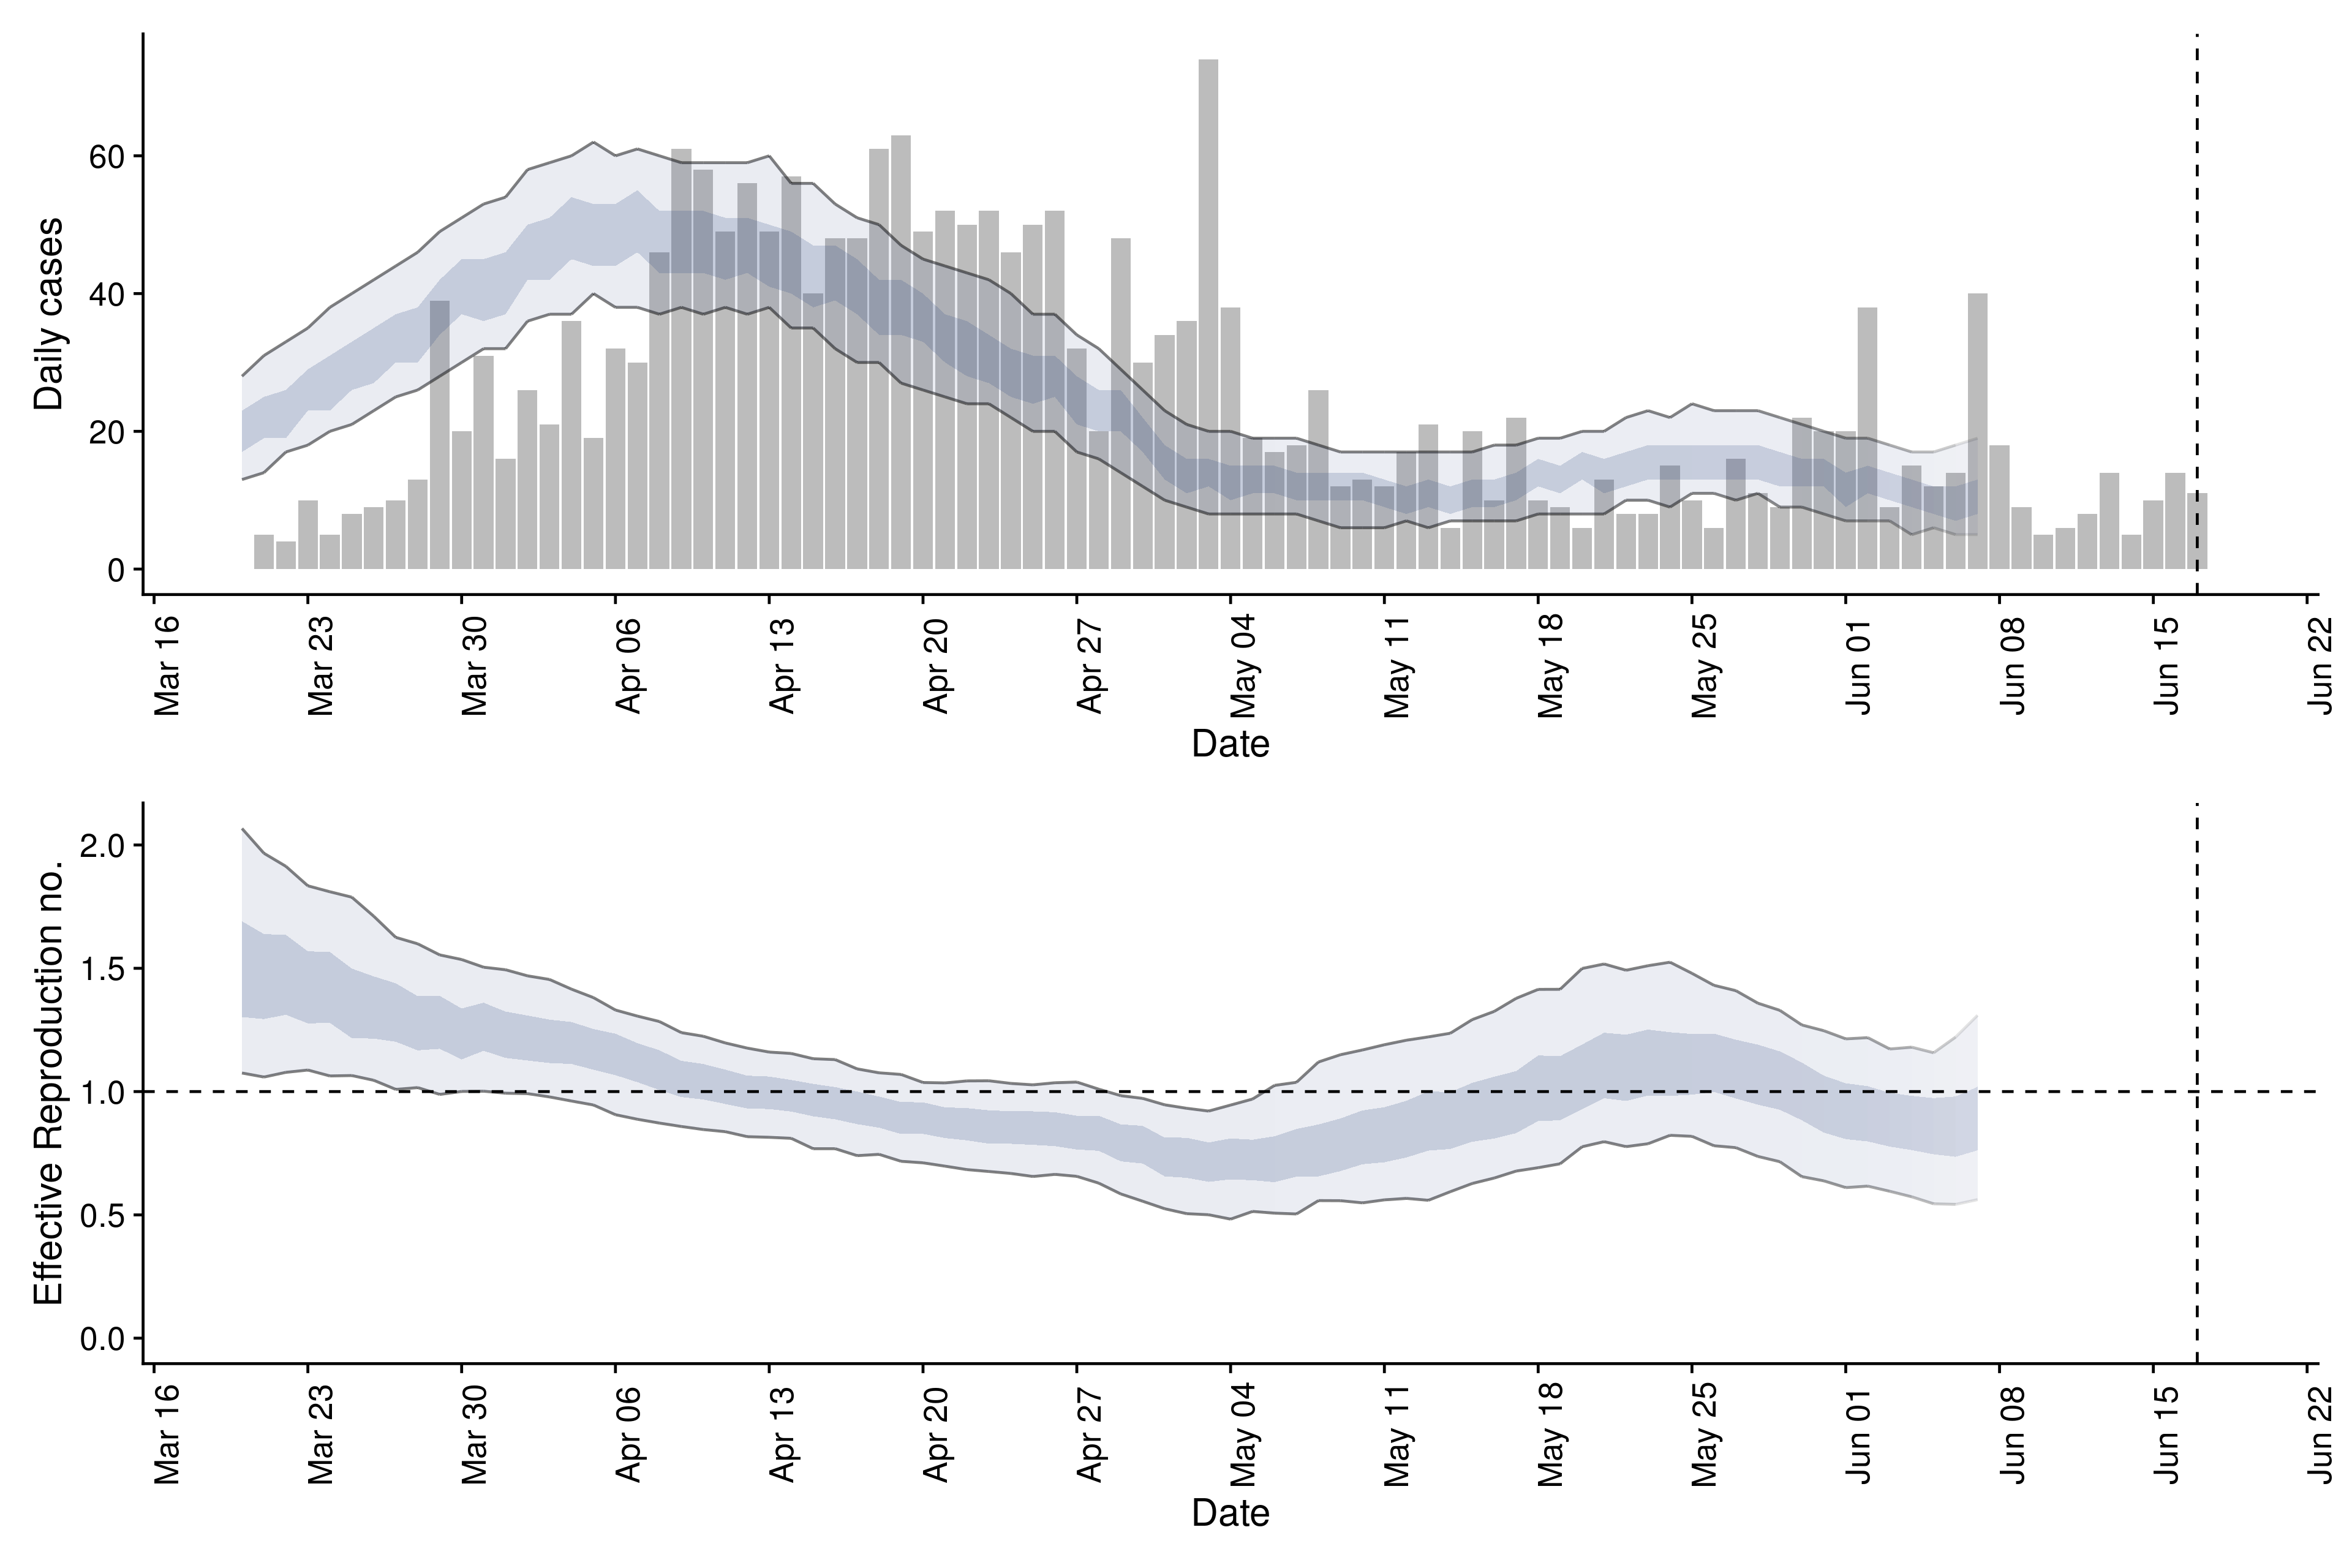 Daily cases
60
40
20
0
Mar 16
Mar 23
Mar 30
Apr 06
Apr 13
Apr 20
Apr 27
May 04
May 11
May 18
May 25
Jun 01
Jun 08
Jun 15
Jun 22
Date
Effective Reproduction no.
2.0
1.5
1.0
0.5
0.0
Mar 16
Mar 23
Mar 30
Apr 06
Apr 13
Apr 20
Apr 27
May 04
May 11
May 18
May 25
Jun 01
Jun 08
Jun 15
Jun 22
Date